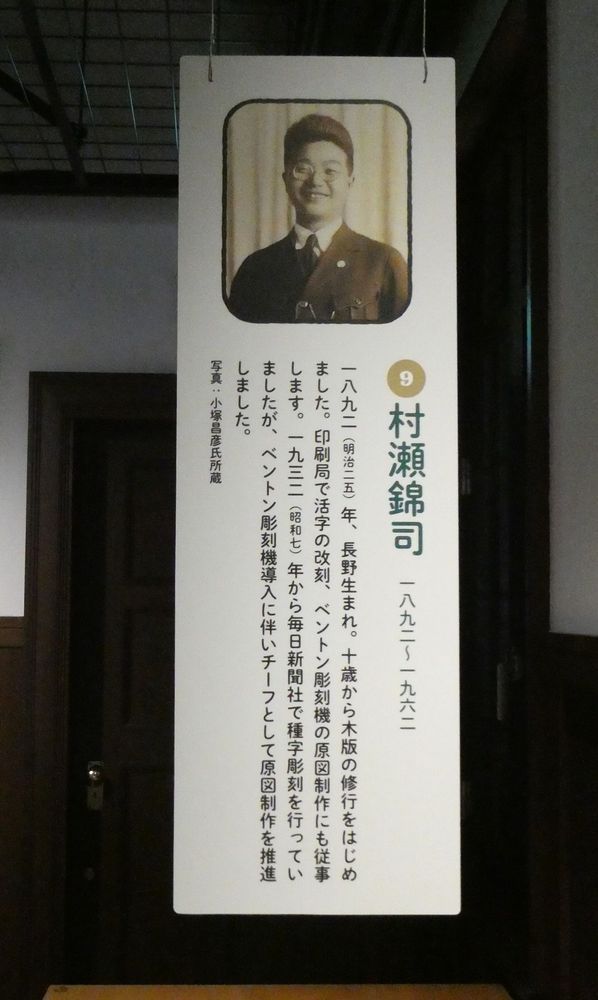 9 村瀬錦司 一八九二〜一九六二
一八九二（明治二五）年、長野生まれ。十歳から木版の修行をはじめ
ました。印刷局で活字の改刻、ベントン彫刻機の原図制作にも従事
します。一九三二（昭和七）年から毎日新聞社で種字彫刻を行ってい
ましたが、ベントン彫刻機導入に伴いチーフとして原図制作を推進
しました。
写真：小塚昌彦氏所蔵